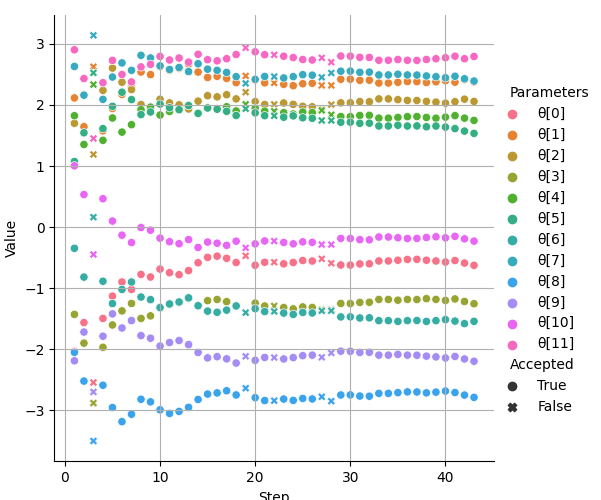 3
2
1
0
−1
−2
−3
Value
0
10
20
30
40
Step
Parameters
θ[0]
θ[1]
θ[2]
θ[3]
θ[4]
θ[5]
θ[6]
θ[7]
θ[8]
θ[9]
θ[10]
θ[11]
Accepted
True
False